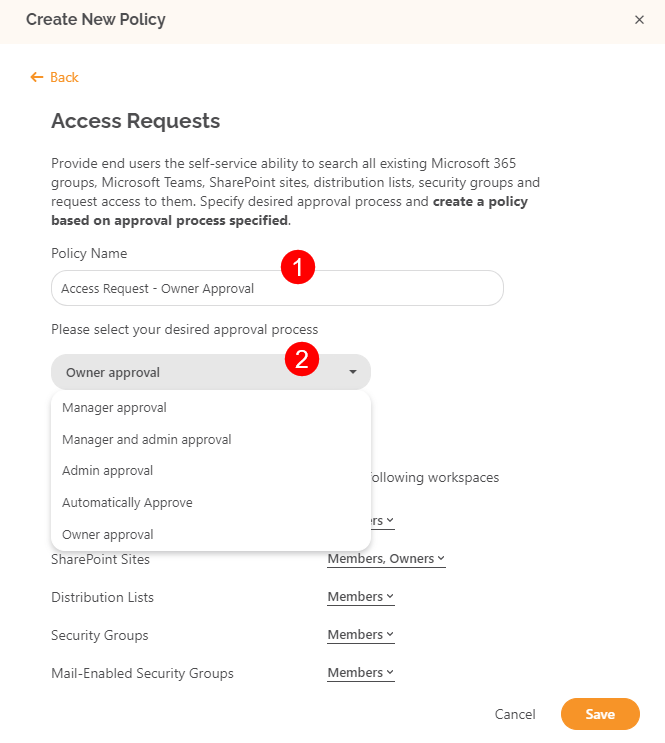 Create New Policy
Back
Access Requests
Provide end users the self-service ability to search all existing Microsoft 365
groups, Microsoft Teams, SharePoint sites, distribution lists, security groups and
request access to them. Specify desired approval process and create a policy
based on approval process specified.
Policy Name
1
Access Request - Owner Approval
Please select your desired approval process
2
Owner approval
Manager approval
Manager and admin approval
Admin approval
following workspaces
Automatically Approve
Owner approval
SharePoint Sites Members, Owners
Distribution Lists Members
Security Groups Members
Mail-Enabled Security Groups Members
Cancel Save